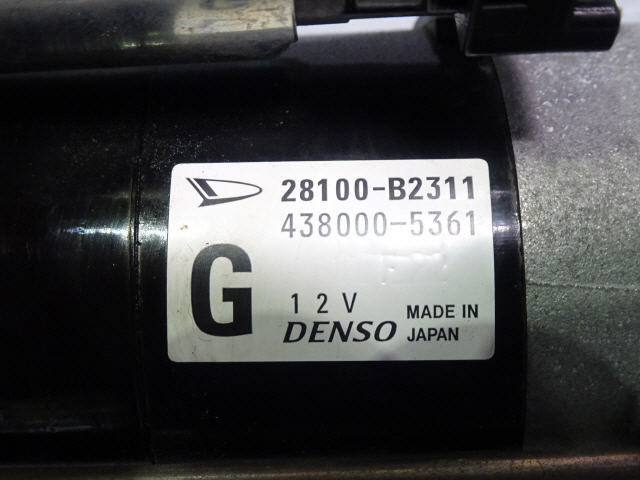 28100-B2311
438000-5361
G
12V
DENSO
MADE IN
JAPAN